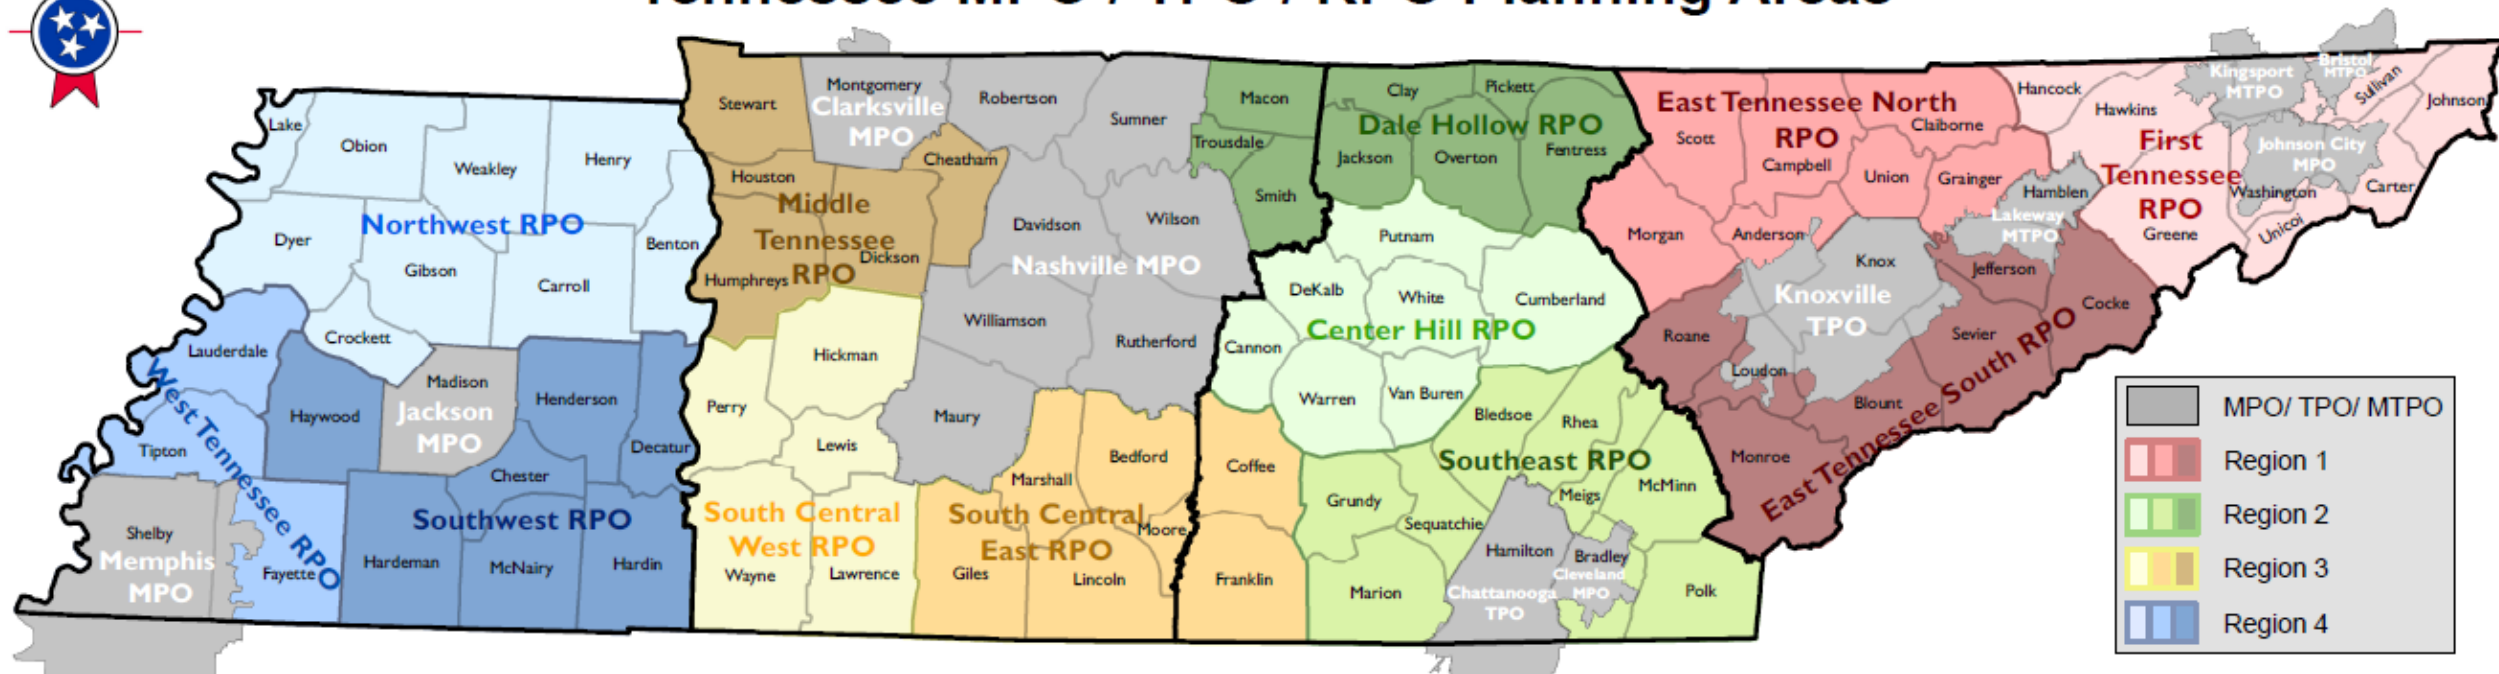 Tennessee MPO / TPO / RPO Planning Areas
Lake
Obion
Weakley
Henry
Dyer
Northwest RPO
Gibson
Carroll
Benton
Crockett
Lauderdale
Haywood
Madison
Jackson
MPO
Henderson
Decatur
Tipton
West Tennessee RPO
Chester
Shelby
Memphis
MPO
Fayette
Southwest RPO
Hardeman
McNairy
Hardin
Stewart
Montgomery
Clarksville
MPO
Robertson
Sumner
Macon
Trousdale
Smith
Cheatham
Houston
Middle
Tennessee
RPO
Humphreys
Dickson
Davidson
Wilson
Nashville MPO
Williamson
Rutherford
Hickman
Perry
Lewis
Maury
South Central
West RPO
Wayne
Lawrence
Marshall
Bedford
South Central
East RPO
Moore
Giles
Lincoln
Coffee
Franklin
Clay
Pickett
Dale Hollow RPO
Jackson
Overton
Fentress
Putnam
DeKalb
White
Cumberland
Center Hill RPO
Cannon
Warren
Van Buren
Bledsoe
Rhea
Southeast RPO
Grundy
Sequatchie
Meigs
McMinn
Marion
Hamilton
Chattanooga
TPO
Bradley
Cleveland
MPO
Polk
East Tennessee North
RPO
Scott
Campbell
Claiborne
Union
Grainger
Morgan
Anderson
Hancock
Hawkins
Kingsport
MTPO
Bristol
MTPO
Sullivan
Johnson
First
Tennessee
RPO
Johnson City
MPO
Washington
Carter
Unicoi
Greene
Hamblen
Lakeway
MTPO
Knox
Knoxville
TPO
Jefferson
Cocke
Roane
Loudon
Sevier
Blount
Monroe
East Tennessee South RPO
MPO/ TPO/ MTPO
Region 1
Region 2
Region 3
Region 4